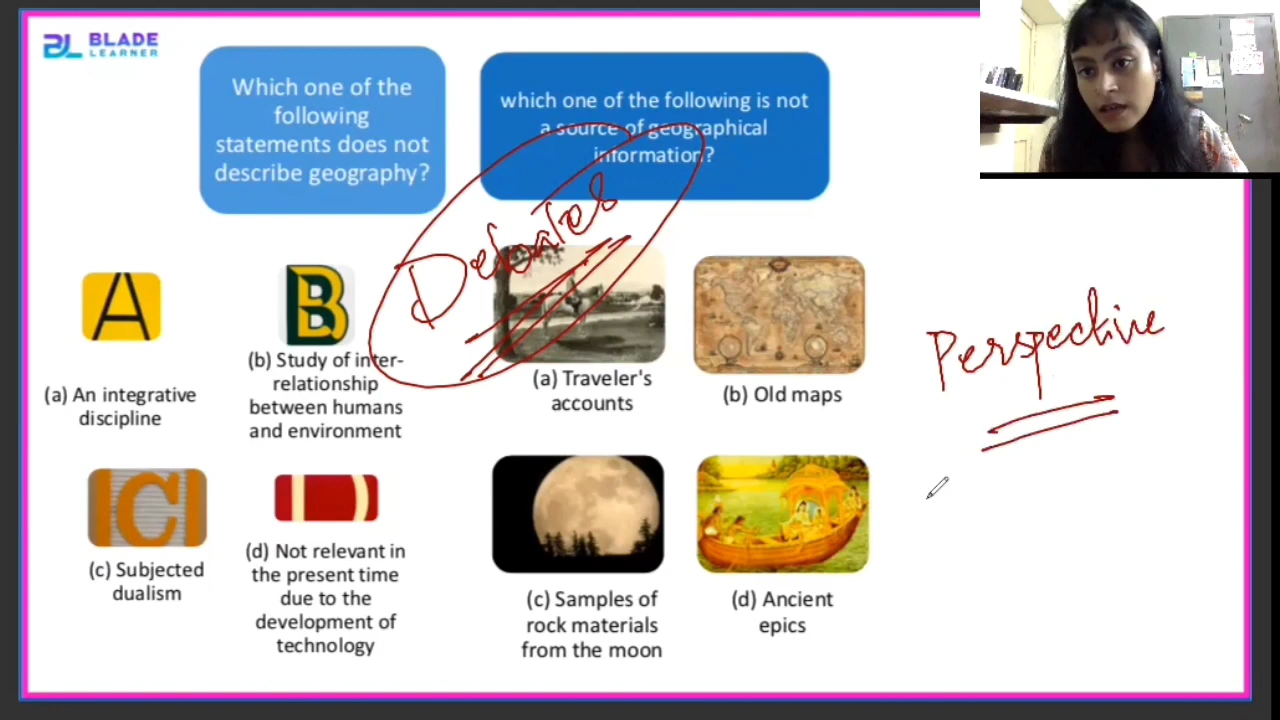 BL BLADE
LEARNER
Which one of the
following
statements does not
describe geography?
which one of the following is not
a source of geographical
information?
Debates
Perspective
A
(a) An integrative
discipline
B
(b) Study of inter-
relationship
between humans
and environment
(a) Traveler's
accounts
(b) Old maps
C
(c) Subjected
dualism
(d) Not relevant in
the present time
due to the
development of
technology
(c) Samples of
rock materials
from the moon
(d) Ancient
epics